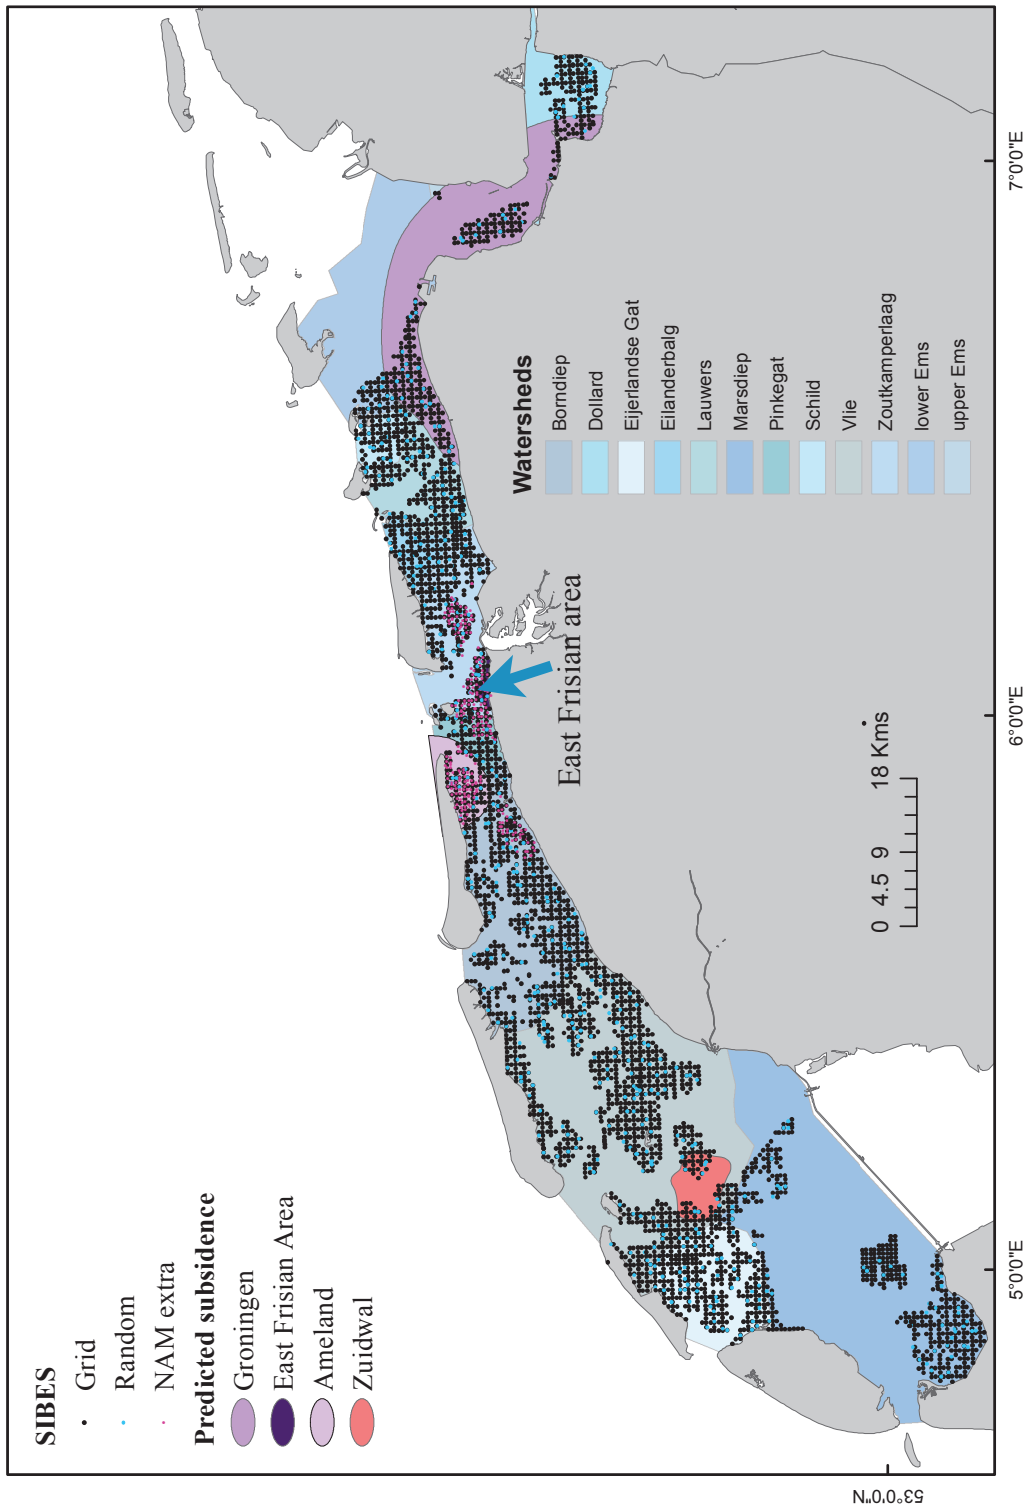 SIBES
Grid
Random
NAM extra
Predicted subsidence
Groningen
East Frisian Area
Ameland
Zuidwal
East Frisian area
Watersheds
Borndiep
Dollard
Eijerlandse Gat
Eilanderbalg
Lauwers
Marsdiep
Pinkegat
Schild
Vlie
Zoutkamperlaag
lower Ems
upper Ems
0 4.5 9 18 Kms
53°0'0"N
5°0'0"E
6°0'0"E
7°0'0"E